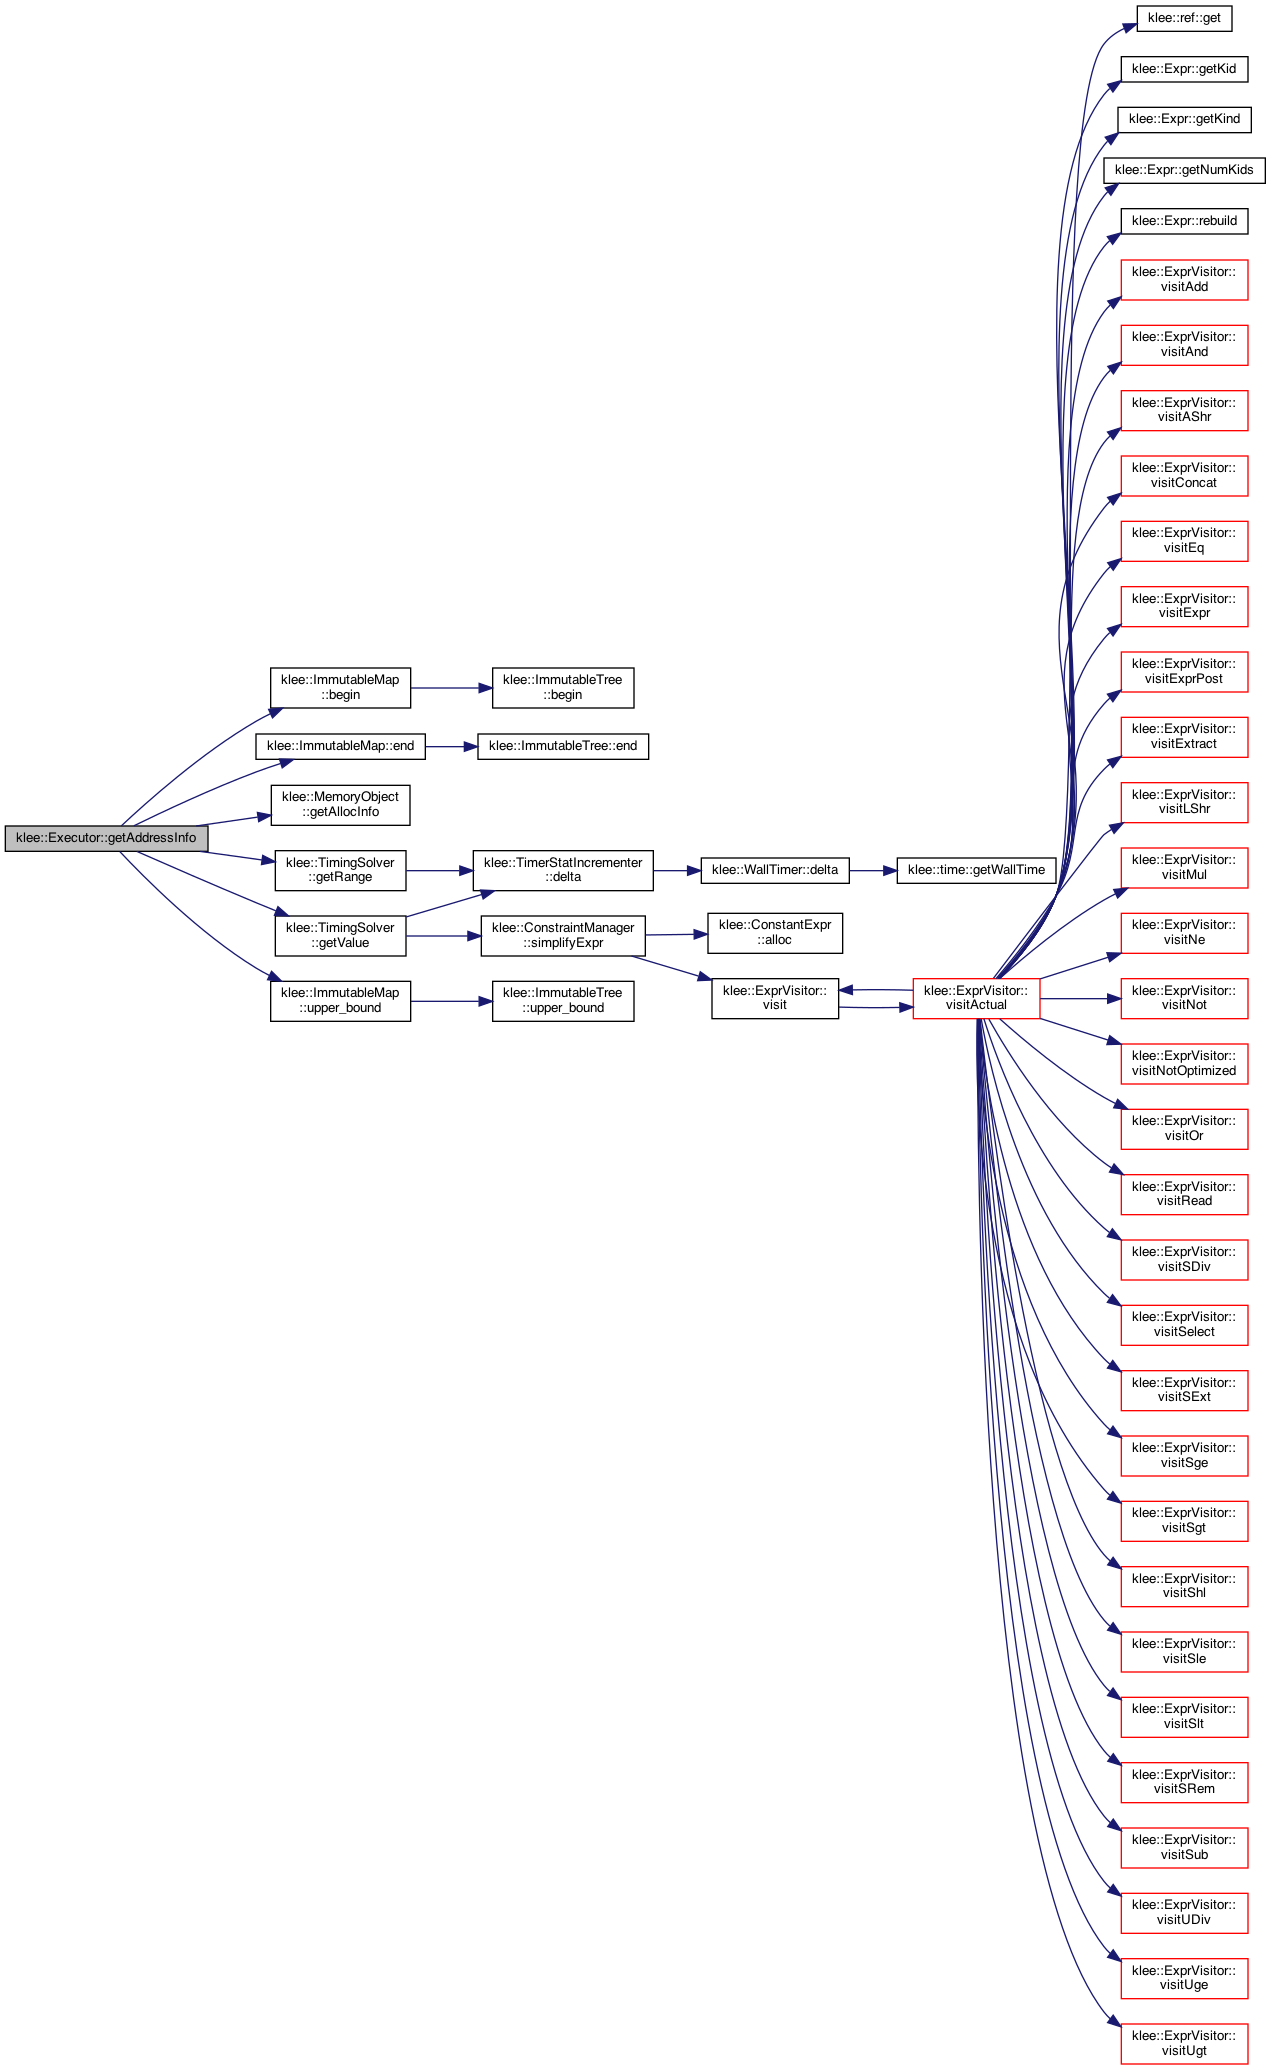 klee::Executor::getAddressInfo
klee::ImmutableMap
::begin
klee::ImmutableTree
::begin
klee::ImmutableMap::end
klee::ImmutableTree::end
klee::MemoryObject
::getAllocInfo
klee::TimingSolver
::getRange
klee::TimerStatIncrementer
::delta
klee::WallTimer::delta
klee::time::getWallTime
klee::TimingSolver
::getValue
klee::ConstraintManager
::simplifyExpr
klee::ConstantExpr
::alloc
klee::ExprVisitor::
visit
klee::ExprVisitor::
visitActual
klee::ImmutableMap
::upper_bound
klee::ImmutableTree
::upper_bound
klee::ref::get
klee::Expr::getKid
klee::Expr::getKind
klee::Expr::getNumKids
klee::Expr::rebuild
klee::ExprVisitor::
visitAdd
klee::ExprVisitor::
visitAnd
klee::ExprVisitor::
visitAShr
klee::ExprVisitor::
visitConcat
klee::ExprVisitor::
visitEq
klee::ExprVisitor::
visitExpr
klee::ExprVisitor::
visitExprPost
klee::ExprVisitor::
visitExtract
klee::ExprVisitor::
visitLShr
klee::ExprVisitor::
visitMul
klee::ExprVisitor::
visitNe
klee::ExprVisitor::
visitNot
klee::ExprVisitor::
visitNotOptimized
klee::ExprVisitor::
visitOr
klee::ExprVisitor::
visitRead
klee::ExprVisitor::
visitSDiv
klee::ExprVisitor::
visitSelect
klee::ExprVisitor::
visitSExt
klee::ExprVisitor::
visitSge
klee::ExprVisitor::
visitSgt
klee::ExprVisitor::
visitShl
klee::ExprVisitor::
visitSle
klee::ExprVisitor::
visitSlt
klee::ExprVisitor::
visitSRem
klee::ExprVisitor::
visitSub
klee::ExprVisitor::
visitUDiv
klee::ExprVisitor::
visitUge
klee::ExprVisitor::
visitUgt